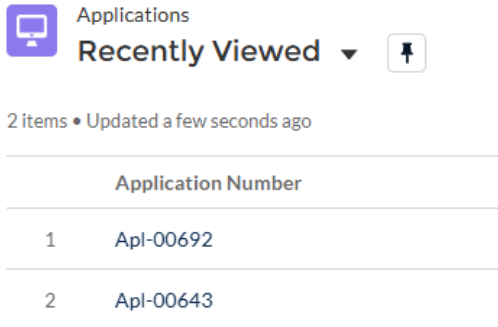 Applications
Recently Viewed
2 items • Updated a few seconds ago
Application Number
1 Apl-00692
2 Apl-00643